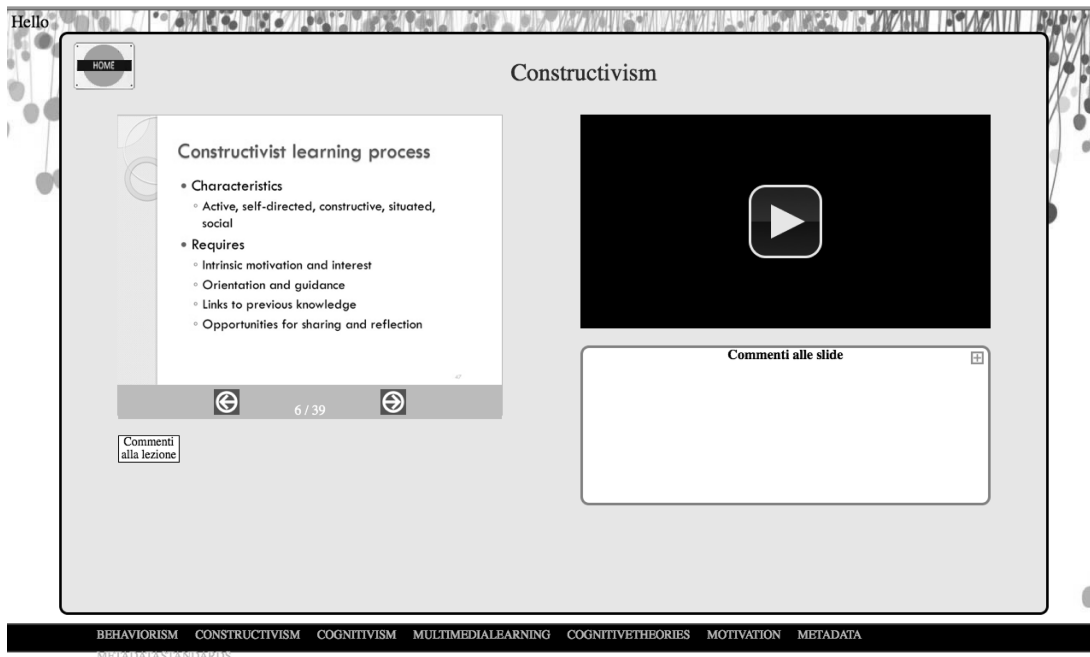 Hello
HOME
Constructivism
Constructivist learning process
• Characteristics
◦ Active, self-directed, constructive, situated,
social
• Requires
◦ Intrinsic motivation and interest
◦ Orientation and guidance
◦ Links to previous knowledge
◦ Opportunities for sharing and reflection
6 / 39
Commenti
alla lezione
Commenti alle slide
BEHAVIORISM CONSTRUCTIVISM COGNITIVISM MULTIMEDIALEARNING COGNITIVETHEORIES MOTIVATION METADATA
METADATASTANDARDS